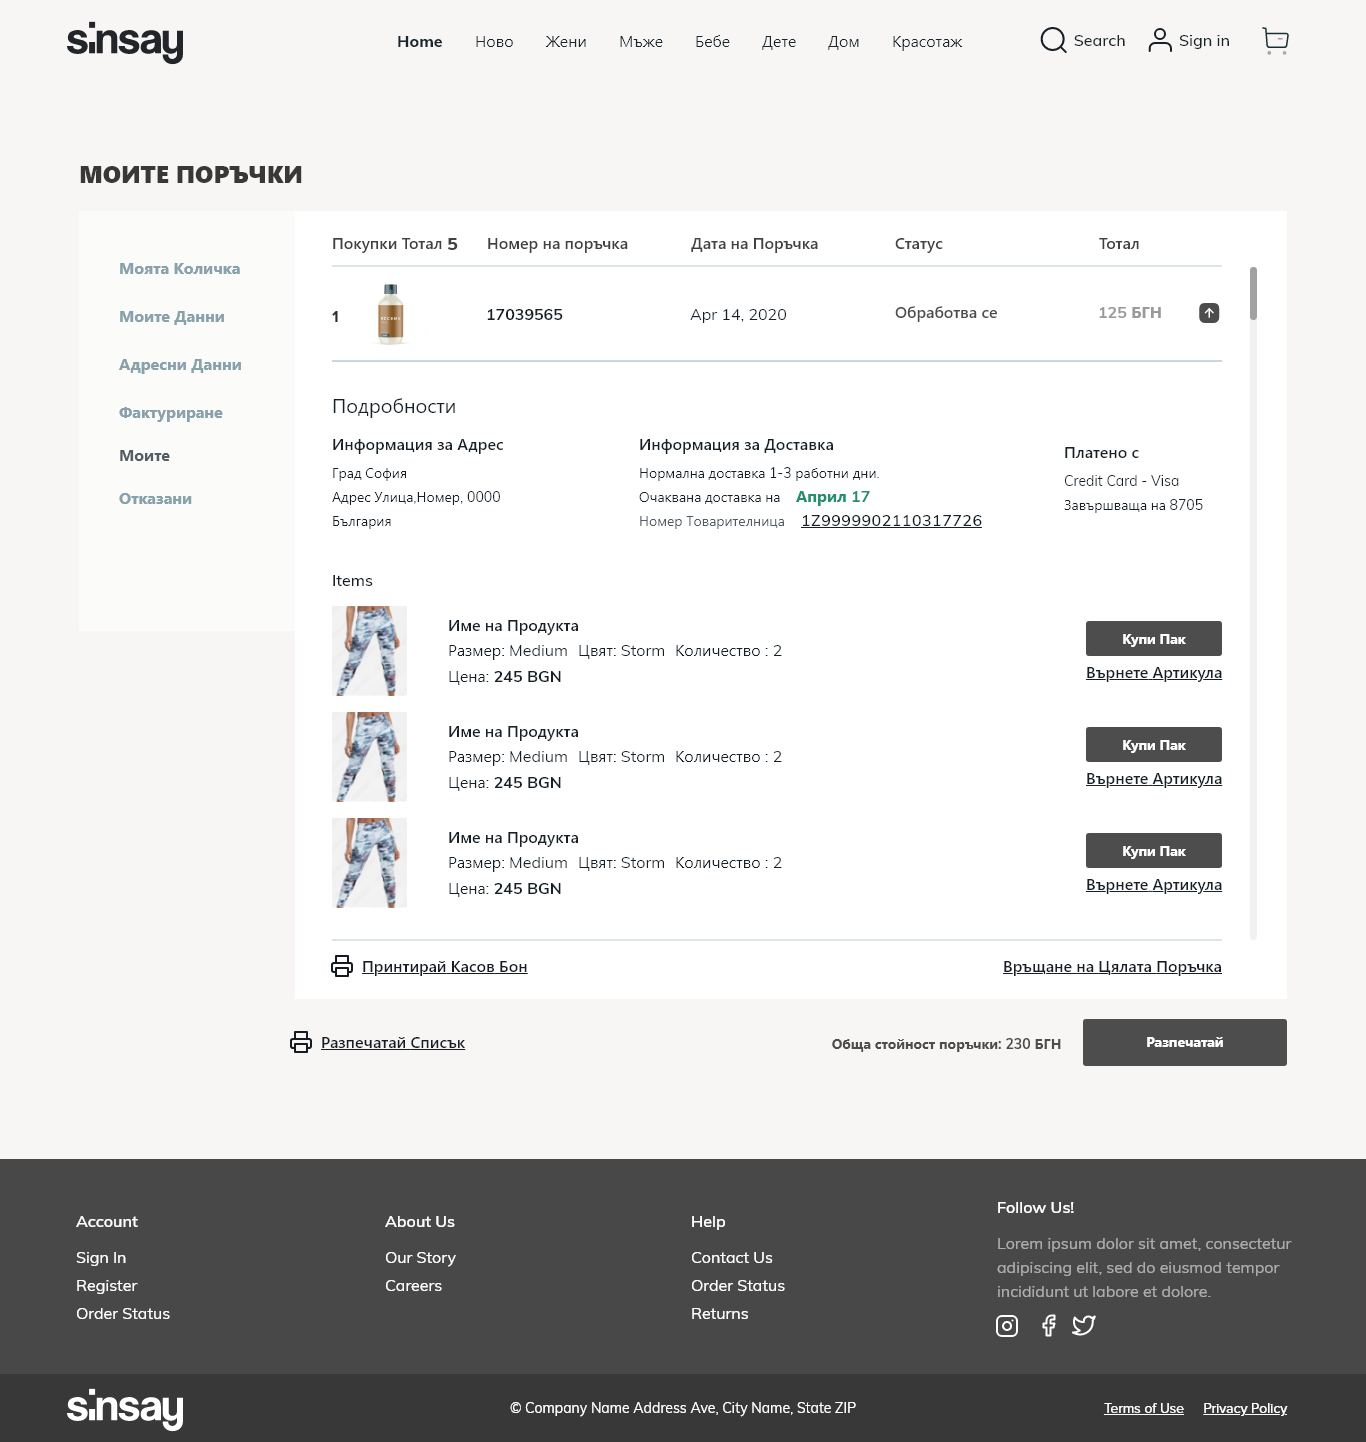 sinsay
Home Ново Жени Мъже Бебе Дете Дом Красотаж
Search Sign in
МОИТЕ ПОРЪЧКИ
Моята Количка
Моите Данни
Адресни Данни
Фактуриране
Моите
Отказани
Покупки Тотал 5 Номер на поръчка Дата на Поръчка Статус Тотал
1 17039565 Apr 14, 2020 Обработва се 125 БГН
Подробности
Информация за Адрес
Град София
Адрес Улица,Номер, 0000
България
Информация за Доставка
Нормална доставка 1-3 работни дни.
Очаквана доставка на Април 17
Номер Товарителница 1Z9999902110317726
Платено с
Credit Card - Visa
Завършваща на 8705
Items
Име на Продукта
Размер: Medium Цвят: Storm Количество : 2
Цена: 245 BGN
Купи Пак
Върнете Артикула
Име на Продукта
Размер: Medium Цвят: Storm Количество : 2
Цена: 245 BGN
Купи Пак
Върнете Артикула
Име на Продукта
Размер: Medium Цвят: Storm Количество : 2
Цена: 245 BGN
Купи Пак
Върнете Артикула
Принтирай Касов Бон Връщане на Цялата Поръчка
Разпечатай Списък Обща стойност поръчки: 230 БГН Разпечатай
Account
Sign In
Register
Order Status
About Us
Our Story
Careers
Help
Contact Us
Order Status
Returns
Follow Us!
Lorem ipsum dolor sit amet, consectetur
adipiscing elit, sed do eiusmod tempor
incididunt ut labore et dolore.
sinsay
© Company Name Address Ave, City Name, State ZIP
Terms of Use Privacy Policy